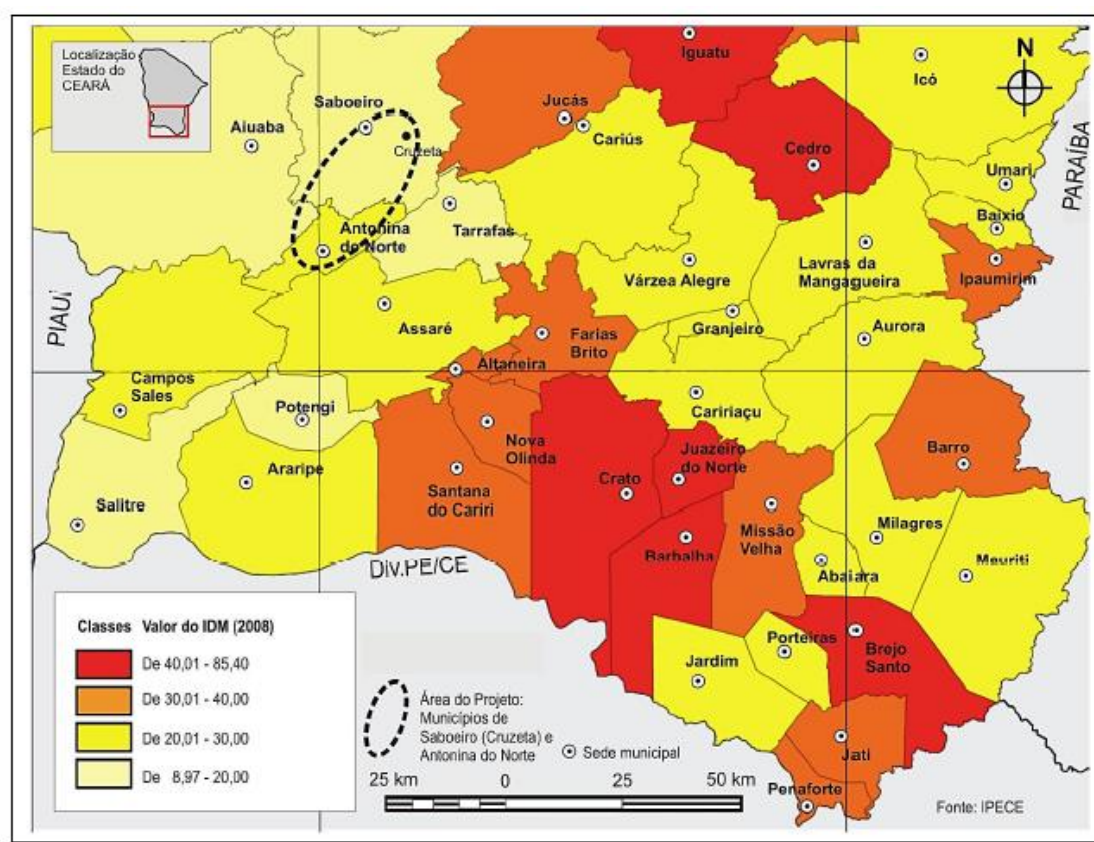 Localização
Estado do
CEARÁ
N
Iguatu
Icó
Jucás
Cariús
Saboeiro
Cruzeta
Aiuaba
Cedro
Umari
PARAÍBA
Baixio
Antonina
do Norte
Tarrafas
Várzea Alegre
Lavras da
Mangagueira
Ipaumirim
PIAUÍ
Assaré
Farias
Brito
Granjeiro
Aurora
Altaneira
Campos
Sales
Potengi
Caririaçu
Nova
Olinda
Juazeiro
do Norte
Barro
Araripe
Santana
do Cariri
Crato
Salitre
Missão
Velha
Milagres
Barbalha
Abaiara
Mauriti
Div.PE/CE
Classes Valor do IDM (2008)
De 40,01 - 85,40
De 30,01 - 40,00
De 20,01 - 30,00
De 8,97 - 20,00
Porteiras
Brejo
Santo
Jardim
Área do Projeto:
Municípios de
Saboeiro (Cruzeta) e
Antonina do Norte
Sede municipal
Jati
25 km 0 25 50 km
Penaforte
Fonte: IPECE